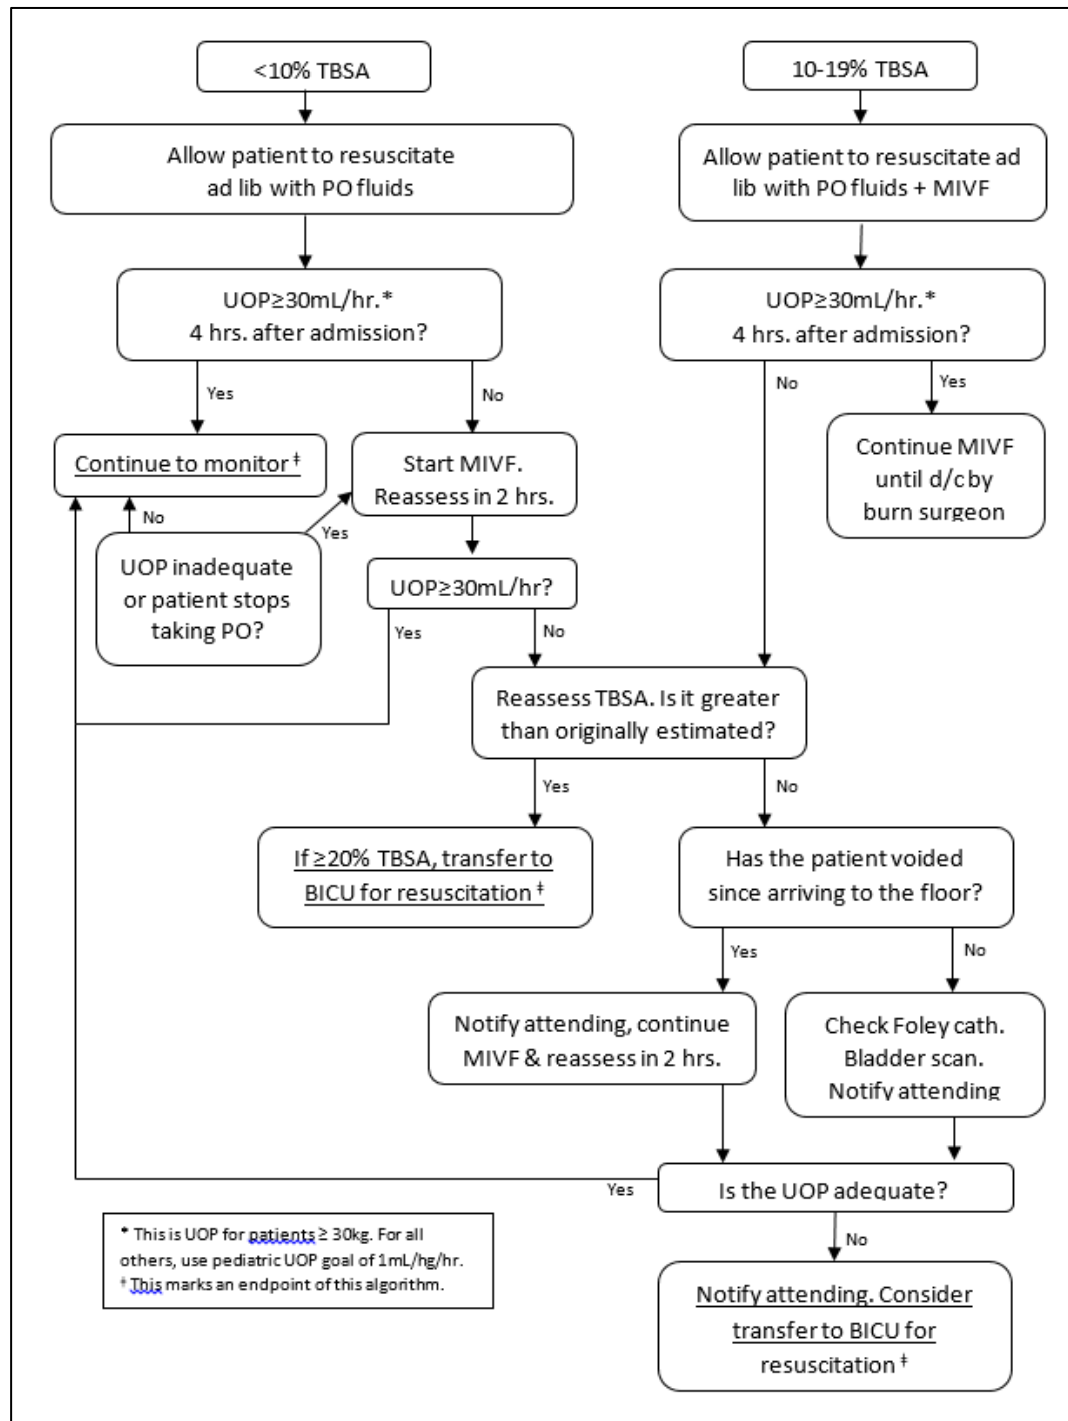 <10% TBSA
10-19% TBSA
Allow patient to resuscitate
ad lib with PO fluids
Allow patient to resuscitate ad
lib with PO fluids + MIVF
UOP≥30mL/hr.*
4 hrs. after admission?
UOP≥30mL/hr.*
4 hrs. after admission?
Yes
No
No
Yes
Continue to monitor ‡
Start MIVF.
Reassess in 2 hrs.
Continue MIVF
until d/c by
burn surgeon
No
Yes
UOP inadequate
or patient stops
taking PO?
UOP≥30mL/hr?
Yes
No
Reassess TBSA. Is it greater
than originally estimated?
Yes
No
If ≥20% TBSA, transfer to
BICU for resuscitation ‡
Has the patient voided
since arriving to the floor?
Yes
No
Notify attending, continue
MIVF & reassess in 2 hrs.
Check Foley cath.
Bladder scan.
Notify attending
Yes
Is the UOP adequate?
No
* This is UOP for patients ≥ 30kg. For all
others, use pediatric UOP goal of 1mL/hg/hr.
‡ This marks an endpoint of this algorithm.
Notify attending. Consider
transfer to BICU for
resuscitation ‡